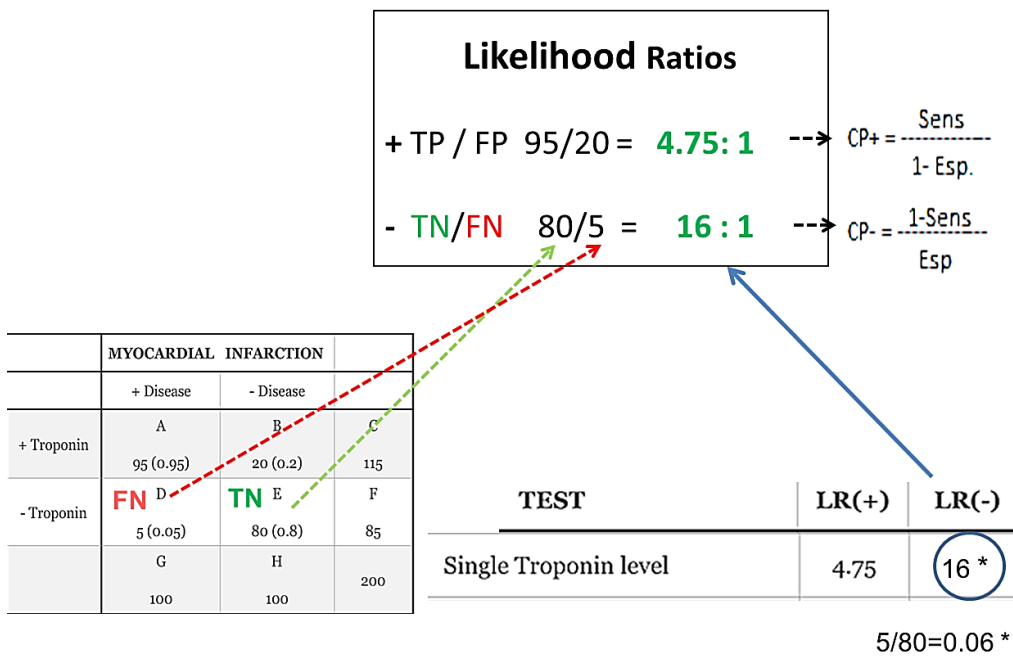 Likelihood Ratios
+ TP / FP 95/20 = 4.75: 1
CP+ = Sens
1- Esp.
- TN/FN 80/5 = 16 : 1
CP- = 1-Sens
Esp
MYOCARDIAL INFARCTION
+ Disease - Disease
A B C
+ Troponin
95 (0.95) 20 (0.2) 115
FN D TN E F
- Troponin
5 (0.05) 80 (0.8) 85
G H
200
100 100
TEST LR(+) LR(-)
Single Troponin level 4.75 16 *
5/80=0.06 *